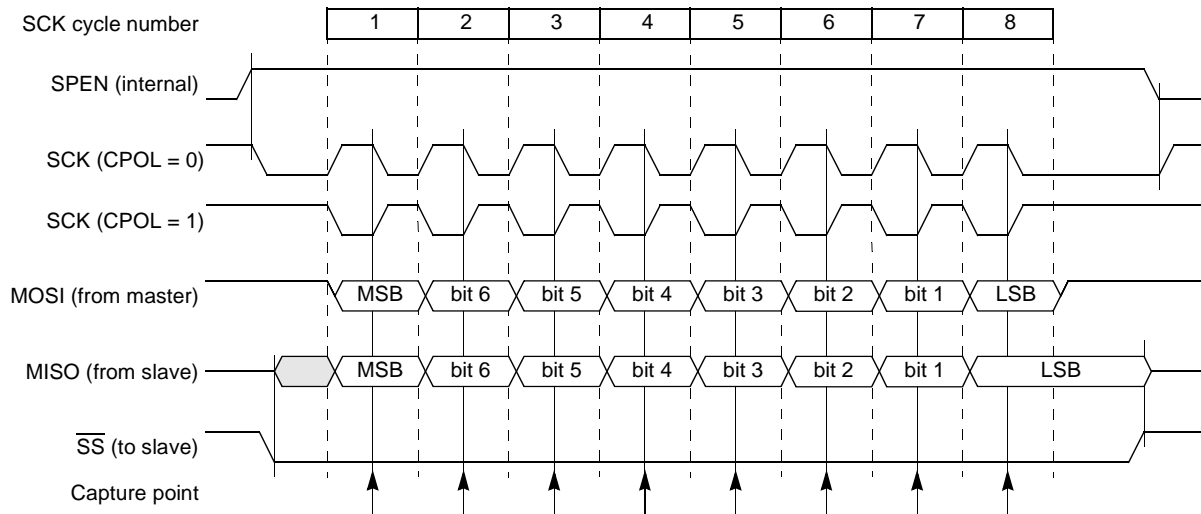 SCK cycle number 1 2 3 4 5 6 7 8
SPEN (internal)
SCK (CPOL = 0)
SCK (CPOL = 1)
MOSI (from master) MSB bit 6 bit 5 bit 4 bit 3 bit 2 bit 1 LSB
MISO (from slave) MSB bit 6 bit 5 bit 4 bit 3 bit 2 bit 1 LSB
S̅S̅ (to slave)
Capture point